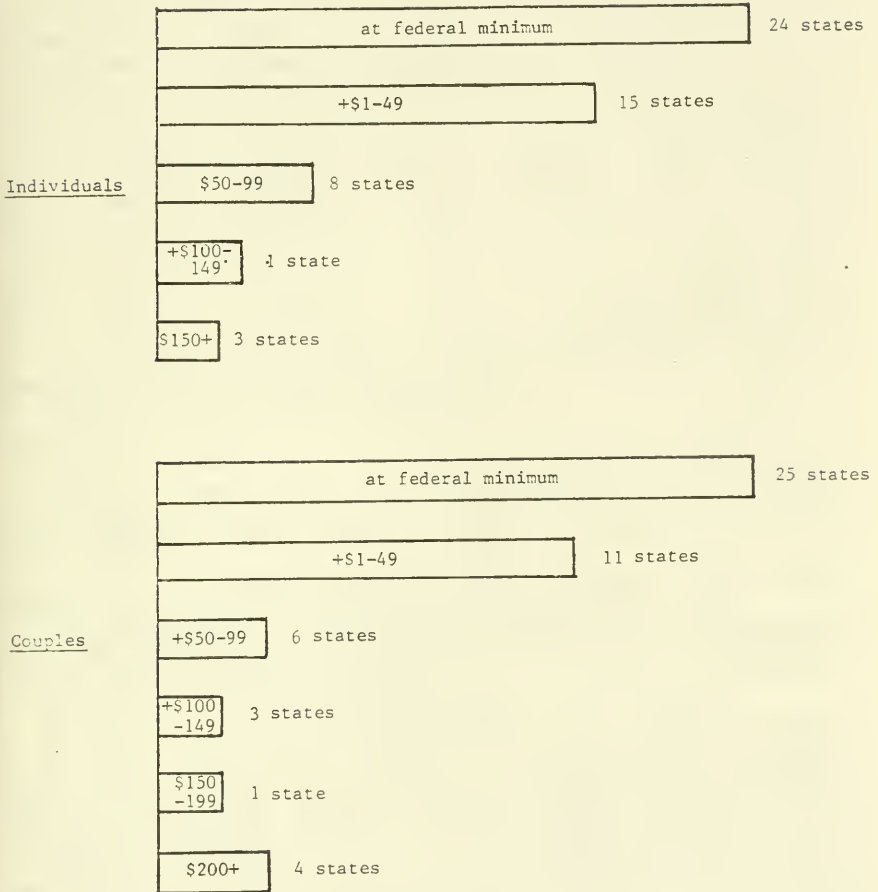 at federal minimum 24 states
+$1-49 15 states
Individuals $50-99 8 states
+$100-
149 1 state
$150+ 3 states
at federal minimum 25 states
+$1-49 11 states
Couples +$50-99 6 states
+$100
-149 3 states
$150
-199 1 state
$200+ 4 states